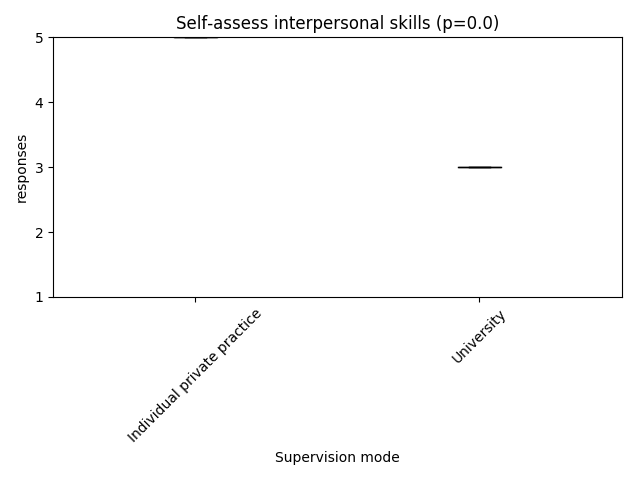 Self-assess interpersonal skills (p=0.0)
5
4
3
2
1
responses
Individual private practice
University
Supervision mode